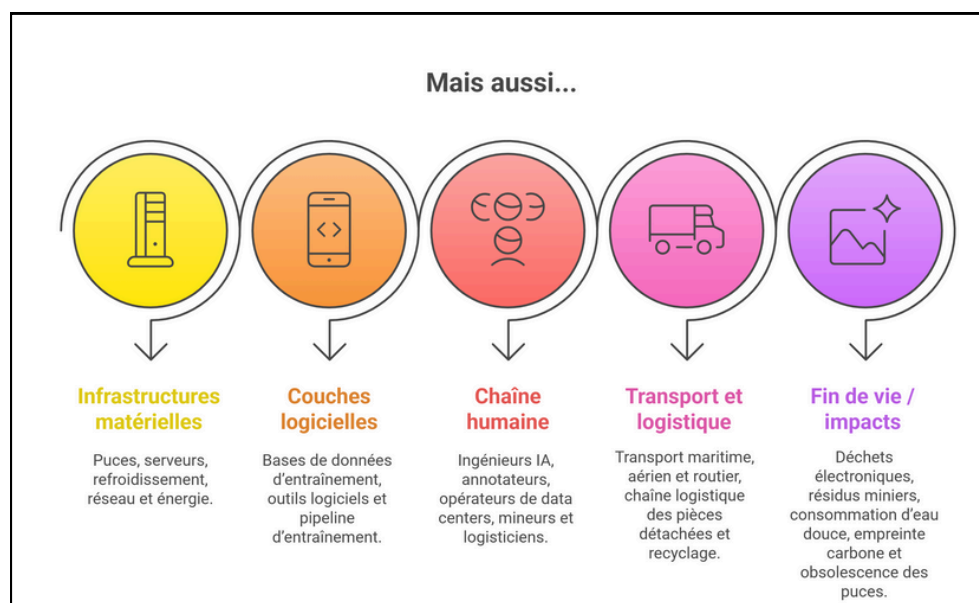 Mais aussi...
Infrastructures
matérielles
Puces, serveurs,
refroidissement,
réseau et énergie.
Couches
logicielles
Bases de données
d'entraînement,
outils logiciels et
pipeline
d'entraînement.
Chaîne
humaine
Ingénieurs IA,
annotateurs,
opérateurs de data
centers, mineurs et
logisticiens.
Transport et
logistique
Transport maritime,
aérien et routier,
chaîne logistique
des pièces
détachées et
recyclage.
Fin de vie /
impacts
Déchets
électroniques,
résidus miniers,
consommation d'eau
douce, empreinte
carbone et
obsolescence des
puces.